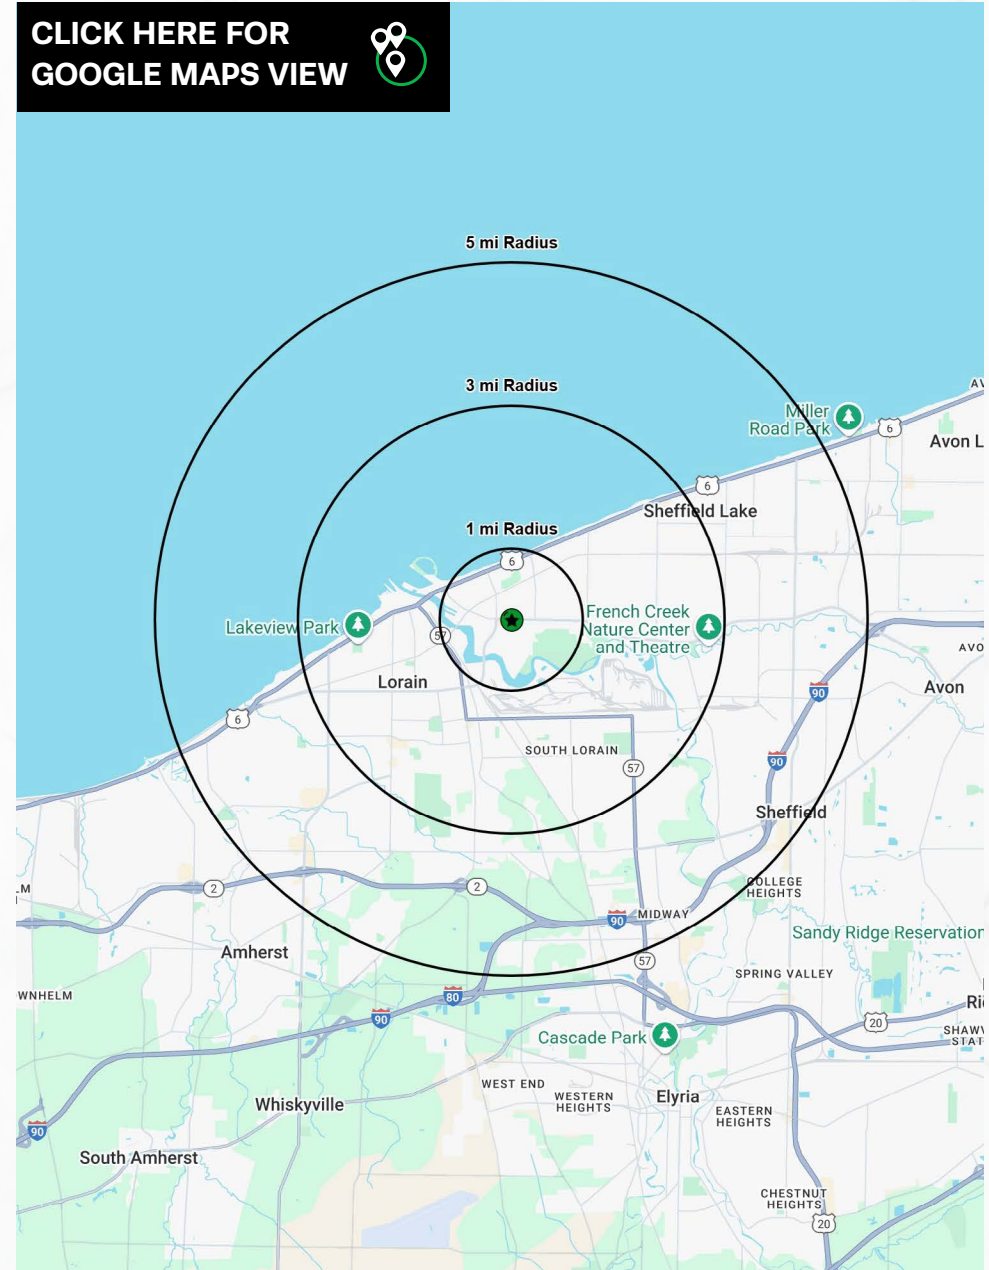 CLICK HERE FOR
GOOGLE MAPS VIEW
5 mi Radius
3 mi Radius
AV
Miller
Road Park
6
Avon L
6
Sheffield Lake
1 mi Radius
6
French Creek
Nature Center
and Theatre
Lakeview Park
57
AVO
Lorain
Avon
90
6
SOUTH LORAIN
57
90
Sheffield
COLLEGE
HEIGHTS
LM
2
2
90
MIDWAY
Sandy Ridge Reservation
Amherst
57
SPRING VALLEY
WNHELM
80
Ri
90
20
SHAW
STAT
Cascade Park
WEST END
WESTERN
HEIGHTS
Elyria
Whiskyville
EASTERN
HEIGHTS
90
South Amherst
CHESTNUT
HEIGHTS
20